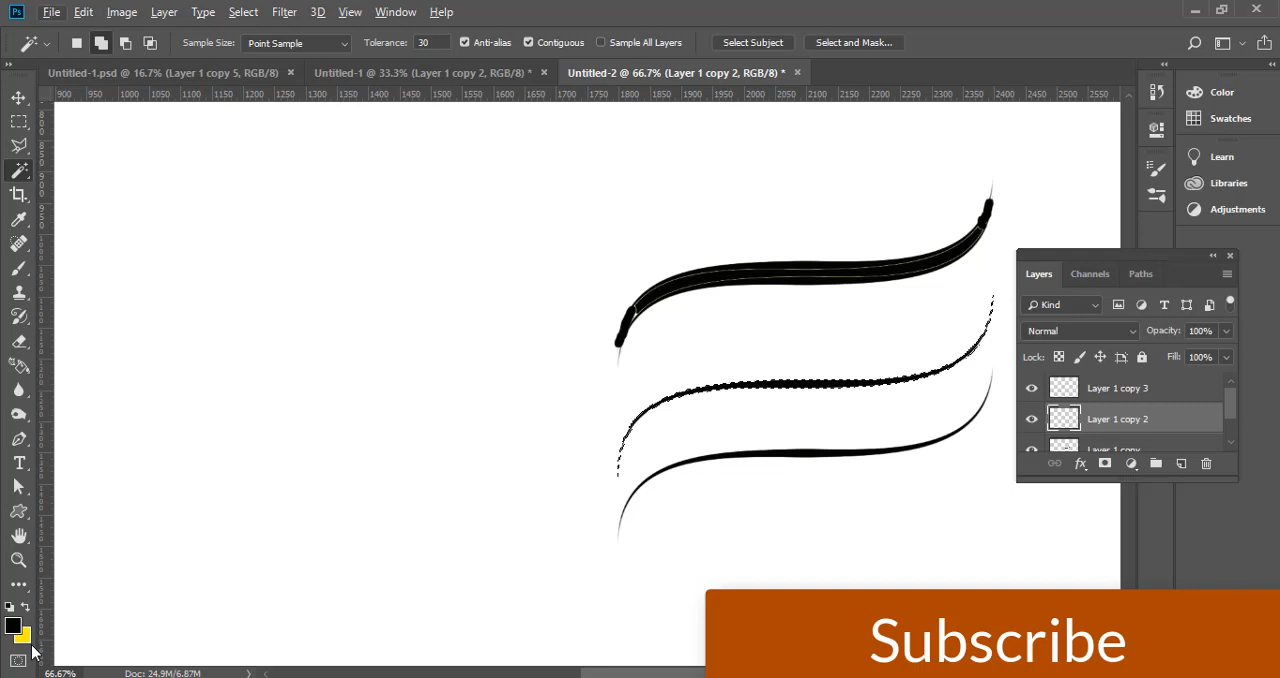 Ps File Edit Image Layer Type Select Filter 3D View Window Help
Sample Size: Point Sample Tolerance: 30 Anti-alias Contiguous Sample All Layers Select Subject Select and Mask...
Untitled-1.psd @ 16.7% (Layer 1 copy 5, RGB/8) × Untitled-1 @ 33.3% (Layer 1 copy 2, RGB/8) * × Untitled-2 @ 66.7% (Layer 1 copy 2, RGB/8) * ×
900 950 1000 1050 1100 1150 1200 1250 1300 1350 1400 1450 1500 1550 1600 1650 1700 1750 1800 1850 1900 1950 2000 2050 2100 2150 2200 2250 2300 2350 2400 2450 2500 2550
Color
Swatches
Learn
Libraries
Adjustments
Layers Channels Paths
Kind
Normal Opacity: 100%
Lock: Fill: 100%
Layer 1 copy 3
Layer 1 copy 2
Layer 1 copy
Subscribe
66.67% Doc: 24.9M/6.87M